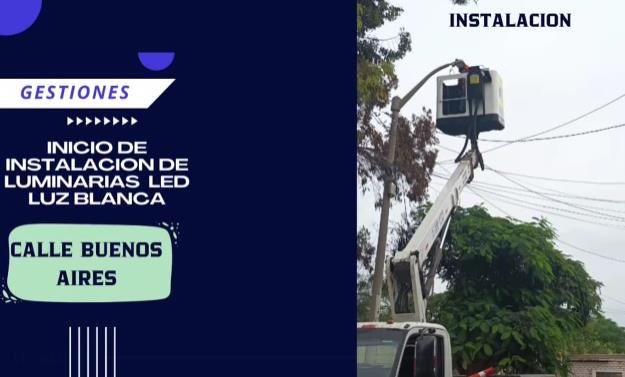 INSTALACION
GESTIONES
INICIO DE
INSTALACION DE
LUMINARIAS LED
LUZ BLANCA
CALLE BUENOS
AIRES